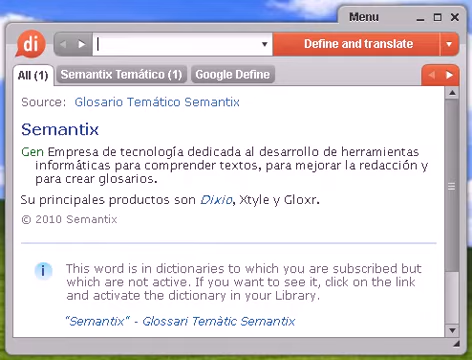 Menu
di
Define and translate
All (1)
Semantix Temático (1)
Google Define
Source: Glosario Temático Semantix
Semantix
Gen Empresa de tecnología dedicada al desarrollo de herramientas
informáticas para comprender textos, para mejorar la redacción y
para crear glosarios.
Su principales productos son Dixio, Xtyle y Gloxr.
© 2010 Semantix
i
This word is in dictionaries to which you are subscribed but
which are not active. If you want to see it, click on the link
and activate the dictionary in your Library.
"Semantix" - Glossari Temàtic Semantix